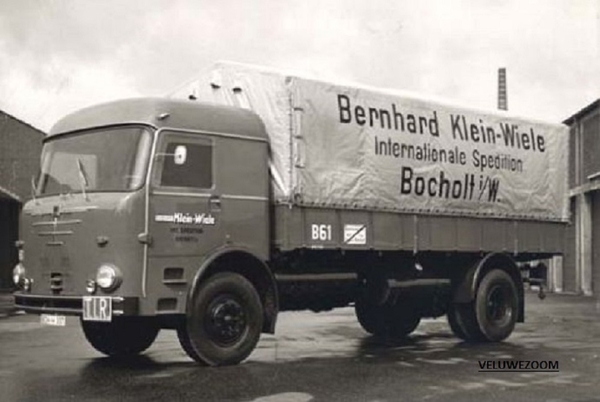 Bernhard Klein-Wiele
Internationale Spedition
Bocholt i/W.
Klein-Wiele
B61
TIR
VELUWEZOOM